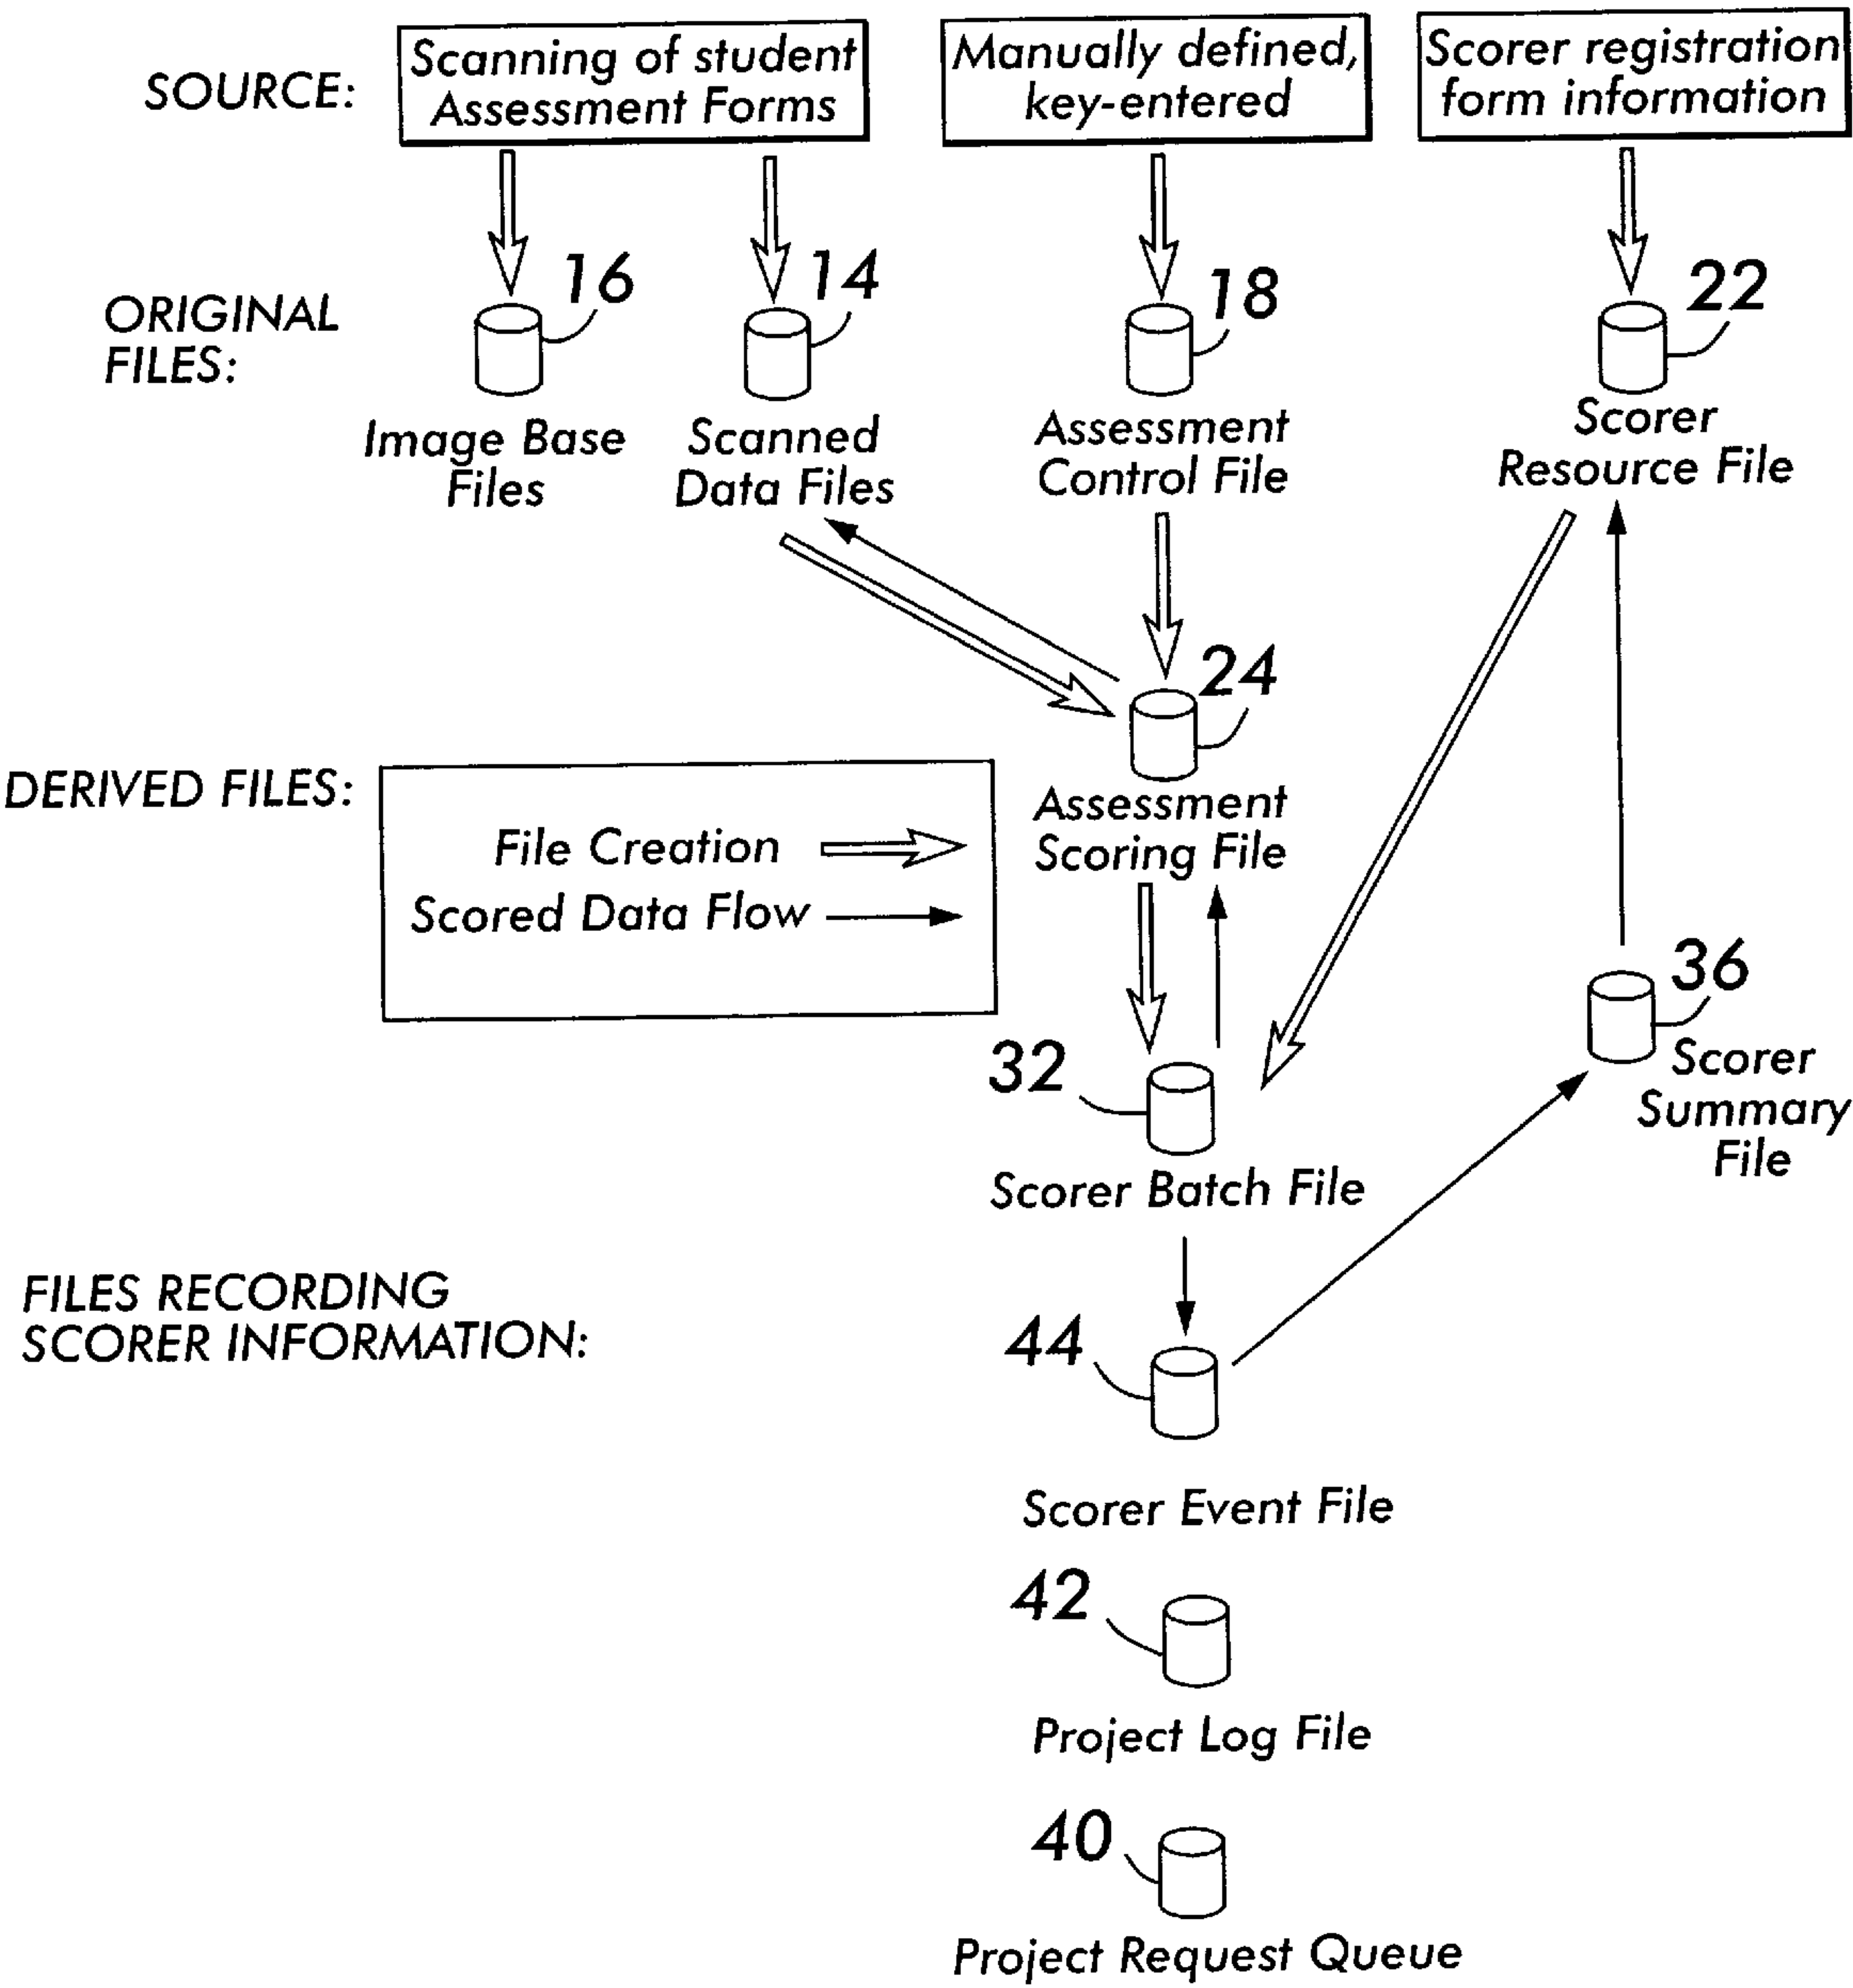 SOURCE:
Scanning of student
Assessment Forms
Manually defined,
key-entered
Scorer registration
form information
ORIGINAL
FILES:
16
14
18
22
Image Base
Files
Scanned
Data Files
Assessment
Control File
Scorer
Resource File
24
DERIVED FILES:
File Creation
Scored Data Flow
Assessment
Scoring File
36
Scorer
Summary
File
32
Scorer Batch File
FILES RECORDING
SCORER INFORMATION:
44
Scorer Event File
42
Project Log File
40
Project Request Queue